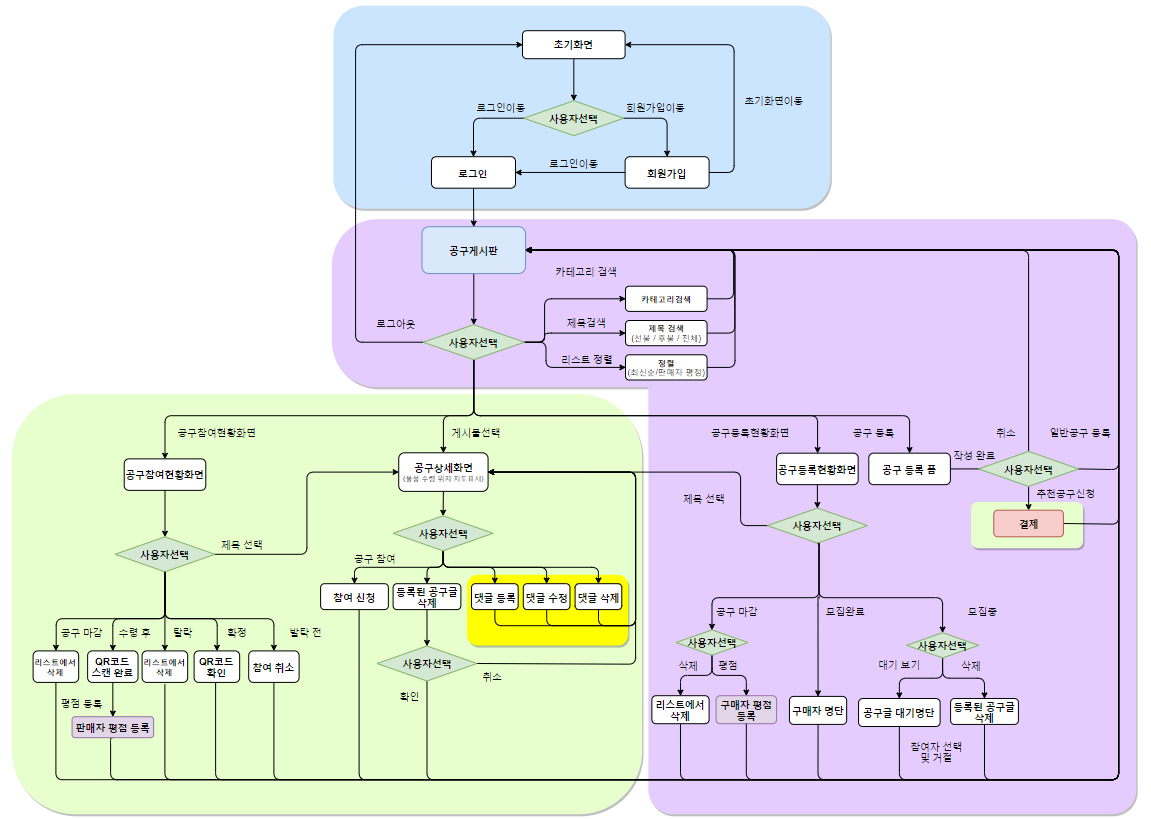 초기화면
초기화면이동
로그인이동
회원가입이동
사용자선택
로그인이동
로그인
회원가입
공구게시판
카테고리 검색
카테고리검색
로그아웃
제목검색
제목 검색
(선불 / 후불 / 전체)
사용자선택
리스트 정렬
정렬
(최신순/판매자 평점)
공구참여현황화면
게시물선택
공구등록현황화면
공구 등록
취소
일반공구 등록
공구참여현황화면
공구상세화면
(물품 수령 위치 지도표시)
공구등록현황화면
공구 등록 폼
작성 완료
사용자선택
제목 선택
추천공구신청
결제
사용자선택
제목 선택
사용자선택
사용자선택
공구 참여
참여 신청
등록된 공구글
삭제
댓글 등록
댓글 수정
댓글 삭제
공구 마감
모집완료
모집중
공구 마감
수령 후
탈락
확정
발탁 전
사용자선택
사용자선택
리스트에서
삭제
QR코드
스캔 완료
리스트에서
삭제
QR코드
확인
참여 취소
사용자선택
취소
삭제
평점
대기 보기
삭제
평점 등록
확인
판매자 평점 등록
리스트에서
삭제
구매자 평점
등록
구매자 명단
공구글 대기명단
등록된 공구글
삭제
참여자 선택
및 거절